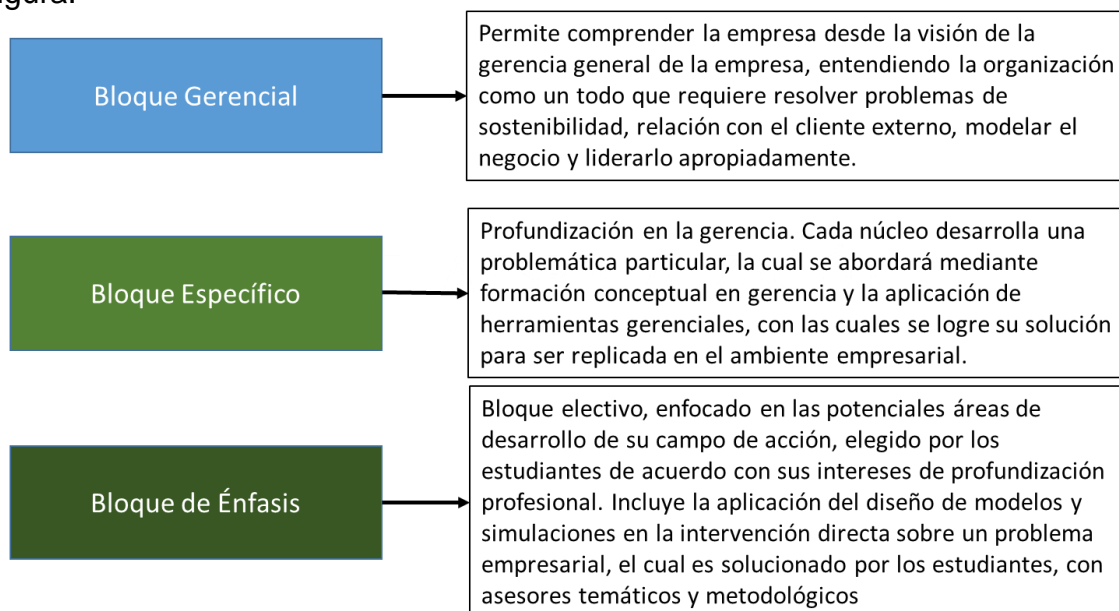 igura:
Bloque Gerencial
Permite comprender la empresa desde la visión de la
gerencia general de la empresa, entendiendo la organización
como un todo que requiere resolver problemas de
sostenibilidad, relación con el cliente externo, modelar el
negocio y liderarlo apropiadamente.
Bloque Específico
Profundización en la gerencia. Cada núcleo desarrolla una
problemática particular, la cual se abordará mediante
formación conceptual en gerencia y la aplicación de
herramientas gerenciales, con las cuales se logre su solución
para ser replicada en el ambiente empresarial.
Bloque de Énfasis
Bloque electivo, enfocado en las potenciales áreas de
desarrollo de su campo de acción, elegido por los
estudiantes de acuerdo con sus intereses de profundización
profesional. Incluye la aplicación del diseño de modelos y
simulaciones en la intervención directa sobre un problema
empresarial, el cual es solucionado por los estudiantes, con
asesores temáticos y metodológicos